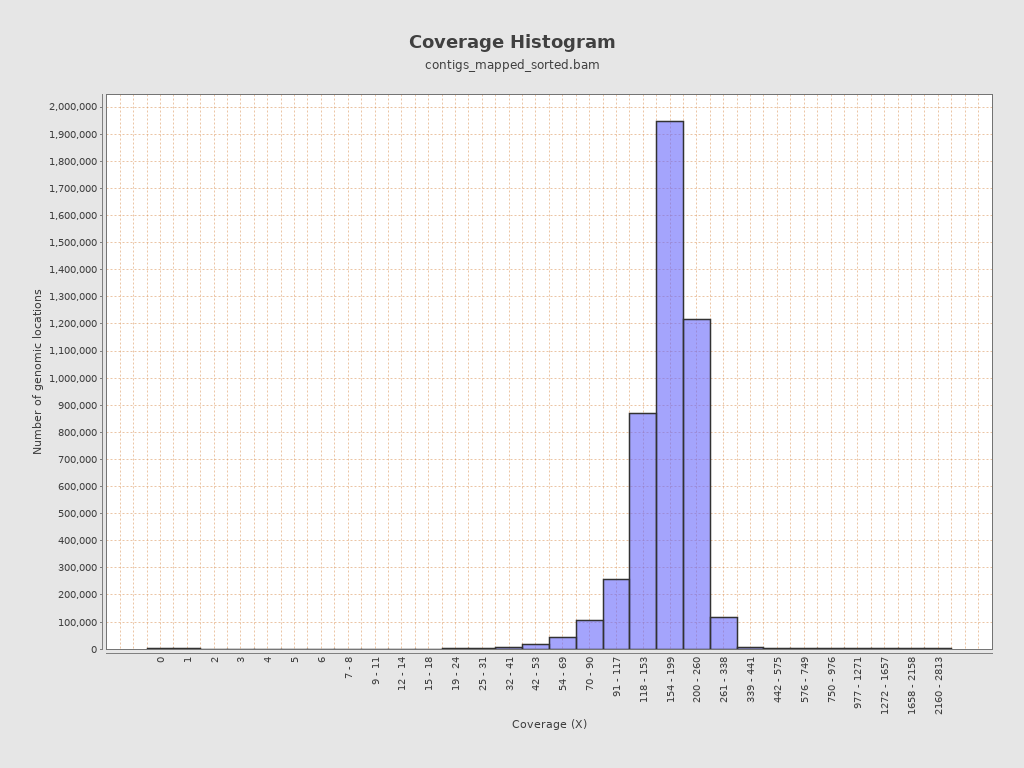 Coverage Histogram
contigs_mapped_sorted.bam
Number of genomic locations
2,000,000
1,900,000
1,800,000
1,700,000
1,600,000
1,500,000
1,400,000
1,300,000
1,200,000
1,100,000
1,000,000
900,000
800,000
700,000
600,000
500,000
400,000
300,000
200,000
100,000
0
0
1
2
3
4
5
6
7 - 8
9 - 11
12 - 14
15 - 18
19 - 24
25 - 31
32 - 41
42 - 53
54 - 69
70 - 90
91 - 117
118 - 153
154 - 199
200 - 260
261 - 338
339 - 441
442 - 575
576 - 749
750 - 976
977 - 1271
1272 - 1657
1658 - 2158
2160 - 2813
Coverage (X)